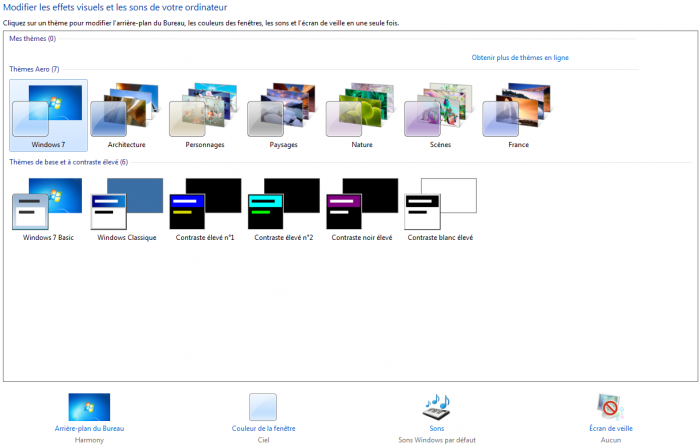 Modifier les effets visuels et les sons de votre ordinateur
Cliquez sur un thème pour modifier l'arrière-plan du Bureau, les couleurs des fenêtres, les sons et l'écran de veille en une seule fois.
Mes thèmes (0)
Obtenir plus de thèmes en ligne
Thèmes Aero (7)
Windows 7 Architecture Personnages Paysages Nature Scènes France
Thèmes de base et à contraste élevé (6)
Windows 7 Basic Windows Classique Contraste élevé n°1 Contraste élevé n°2 Contraste noir élevé Contraste blanc élevé
Arrière-plan du Bureau Couleur de la fenêtre Sons Écran de veille
Harmony Ciel Sons Windows par défaut Aucun